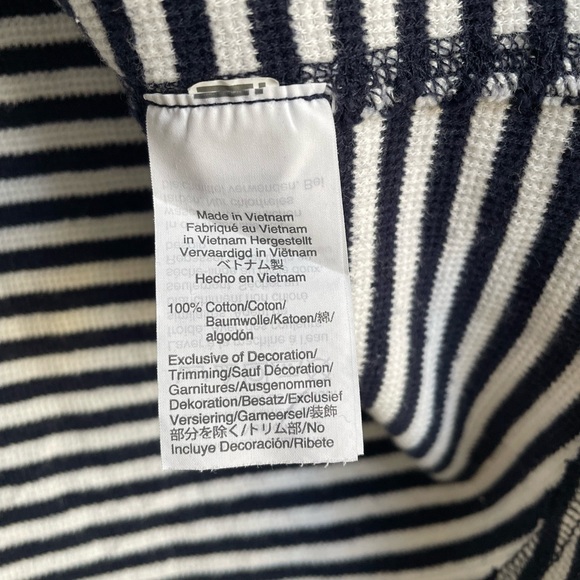 Made in Vietnam
Fabriqué au Vietnam
in Vietnam Hergestellt
Vervaardigd in Viëtnam
ベトナム製
Hecho en Vietnam
100% Cotton/Coton/
Baumwolle/Katoen/綿/
algodón
Exclusive of Decoration/
Trimming/Sauf Décoration/
Garnitures/Ausgenommen
Dekoration/Besatz/Exclusief
Versiering/Garneersel/装飾
部分を除く/トリム部/No
Incluye Decoración/Ribete